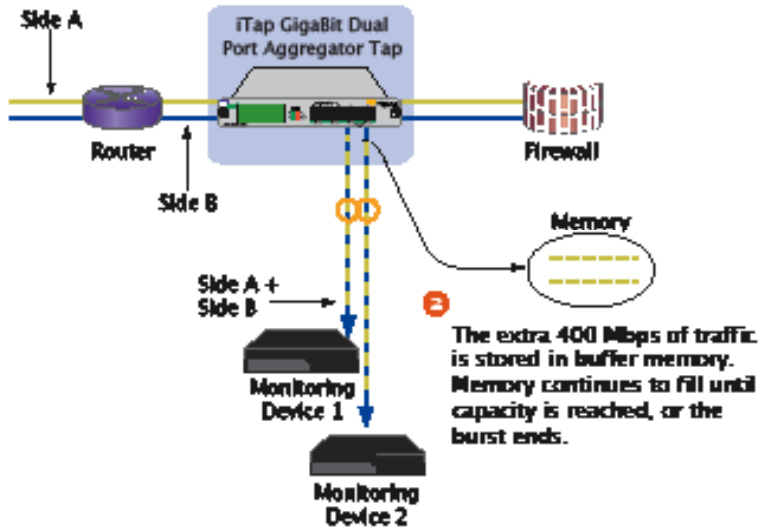 Side A
iTap GigaBit Dual
Port Aggregator Tap
Router
Firewall
Side B
Memory
Side A +
Side B
2
The extra 400 Mbps of traffic
is stored in buffer memory.
Memory continues to fill until
capacity is reached, or the
burst ends.
Monitoring
Device 1
Monitoring
Device 2